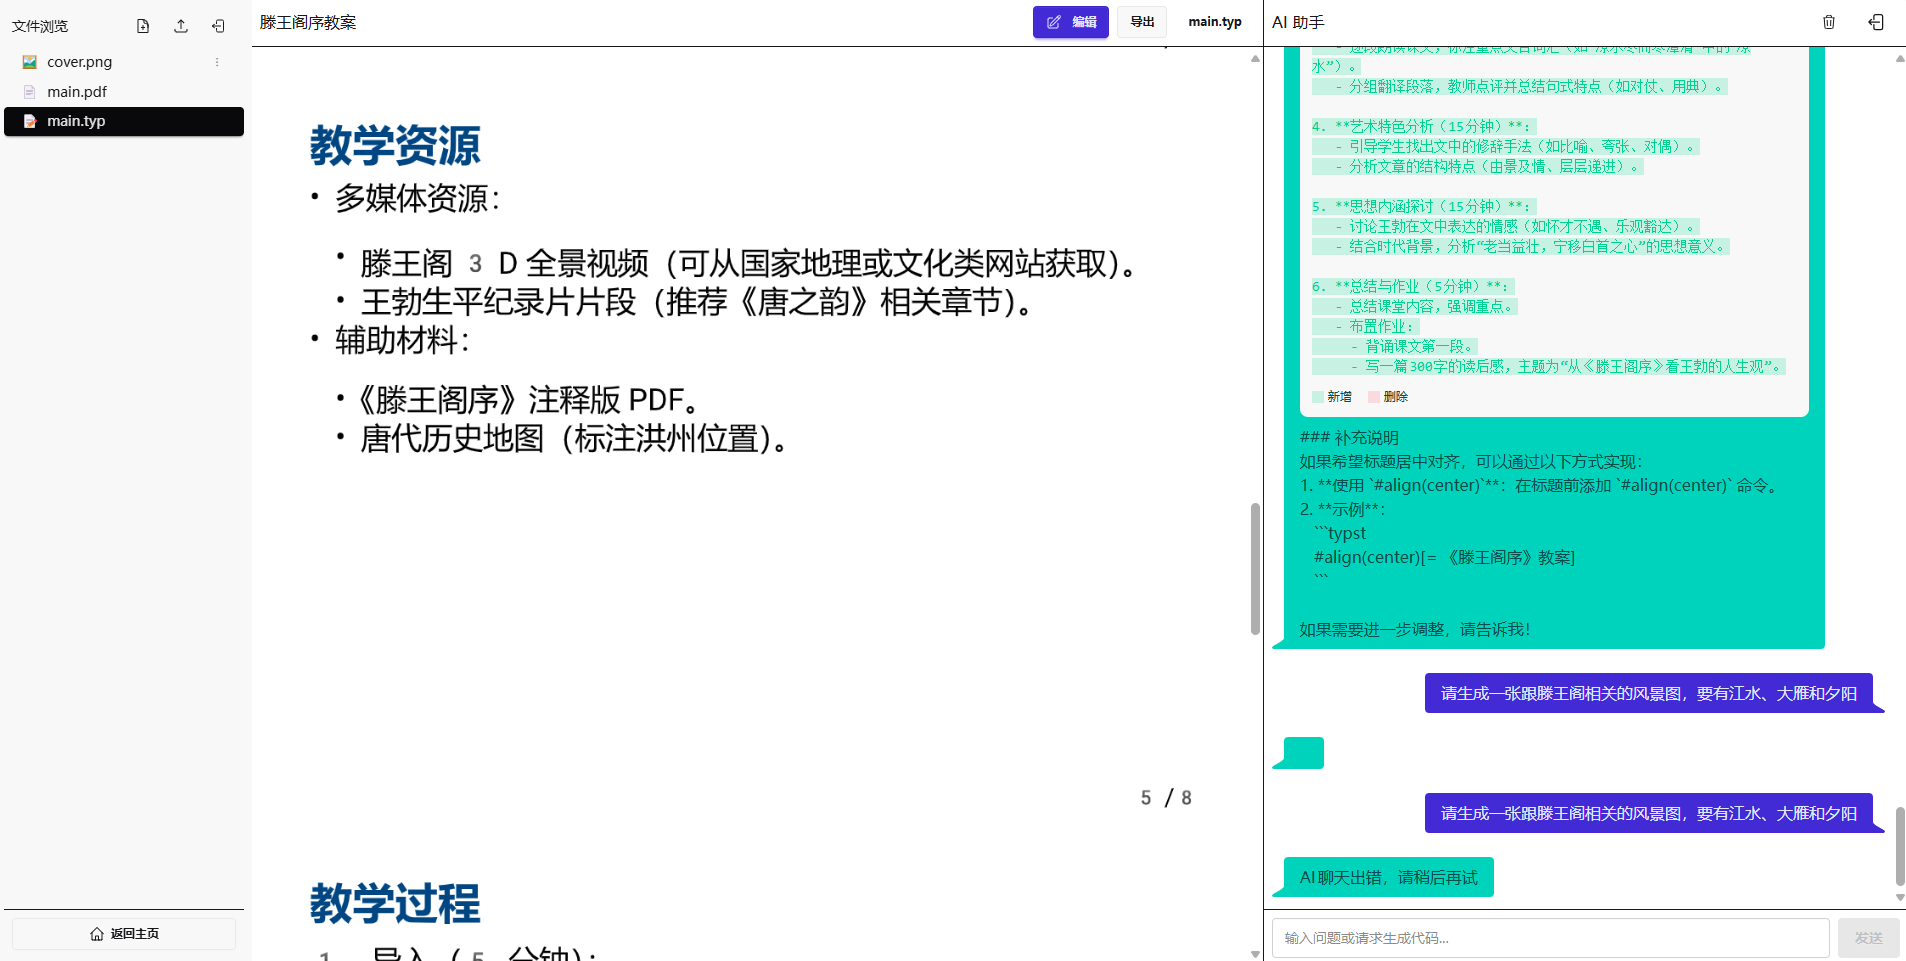 文件浏览
cover.png
main.pdf
main.typ
返回主页
滕王阁序教案
编辑
导出
main.typ
教学资源
• 多媒体资源：
• 滕王阁 3 D 全景视频（可从国家地理或文化类网站获取）。
• 王勃生平纪录片片段（推荐《唐之韵》相关章节）。
• 辅助材料：
•《滕王阁序》注释版 PDF。
• 唐代历史地图（标注洪州位置）。
5 / 8
教学过程
1. 导入（5 分钟）：
AI 助手
水”）。
- 分组翻译段落，教师点评并总结句式特点（如对仗、用典）。
4. **艺术特色分析（15分钟）**：
- 引导学生找出文中的修辞手法（如比喻、夸张、对偶）。
- 分析文章的结构特点（由景及情、层层递进）。
5. **思想内涵探讨（15分钟）**：
- 讨论王勃在文中表达的情感（如怀才不遇、乐观豁达）。
- 结合时代背景，分析“老当益壮，宁移白首之心”的思想意义。
6. **总结与作业（5分钟）**：
- 总结课堂内容，强调重点。
- 布置作业：
- 背诵课文第一段。
- 写一篇300字的读后感，主题为“从《滕王阁序》看王勃的人生观”。
新增 删除
### 补充说明
如果希望标题居中对齐，可以通过以下方式实现：
1. **使用 `#align(center)`**：在标题前添加 `#align(center)` 命令。
2. **示例**：
```typst
#align(center)[= 《滕王阁序》教案]
```
如果需要进一步调整，请告诉我！
请生成一张跟滕王阁相关的风景图，要有江水、大雁和夕阳
请生成一张跟滕王阁相关的风景图，要有江水、大雁和夕阳
AI聊天出错，请稍后再试
输入问题或请求生成代码...
发送